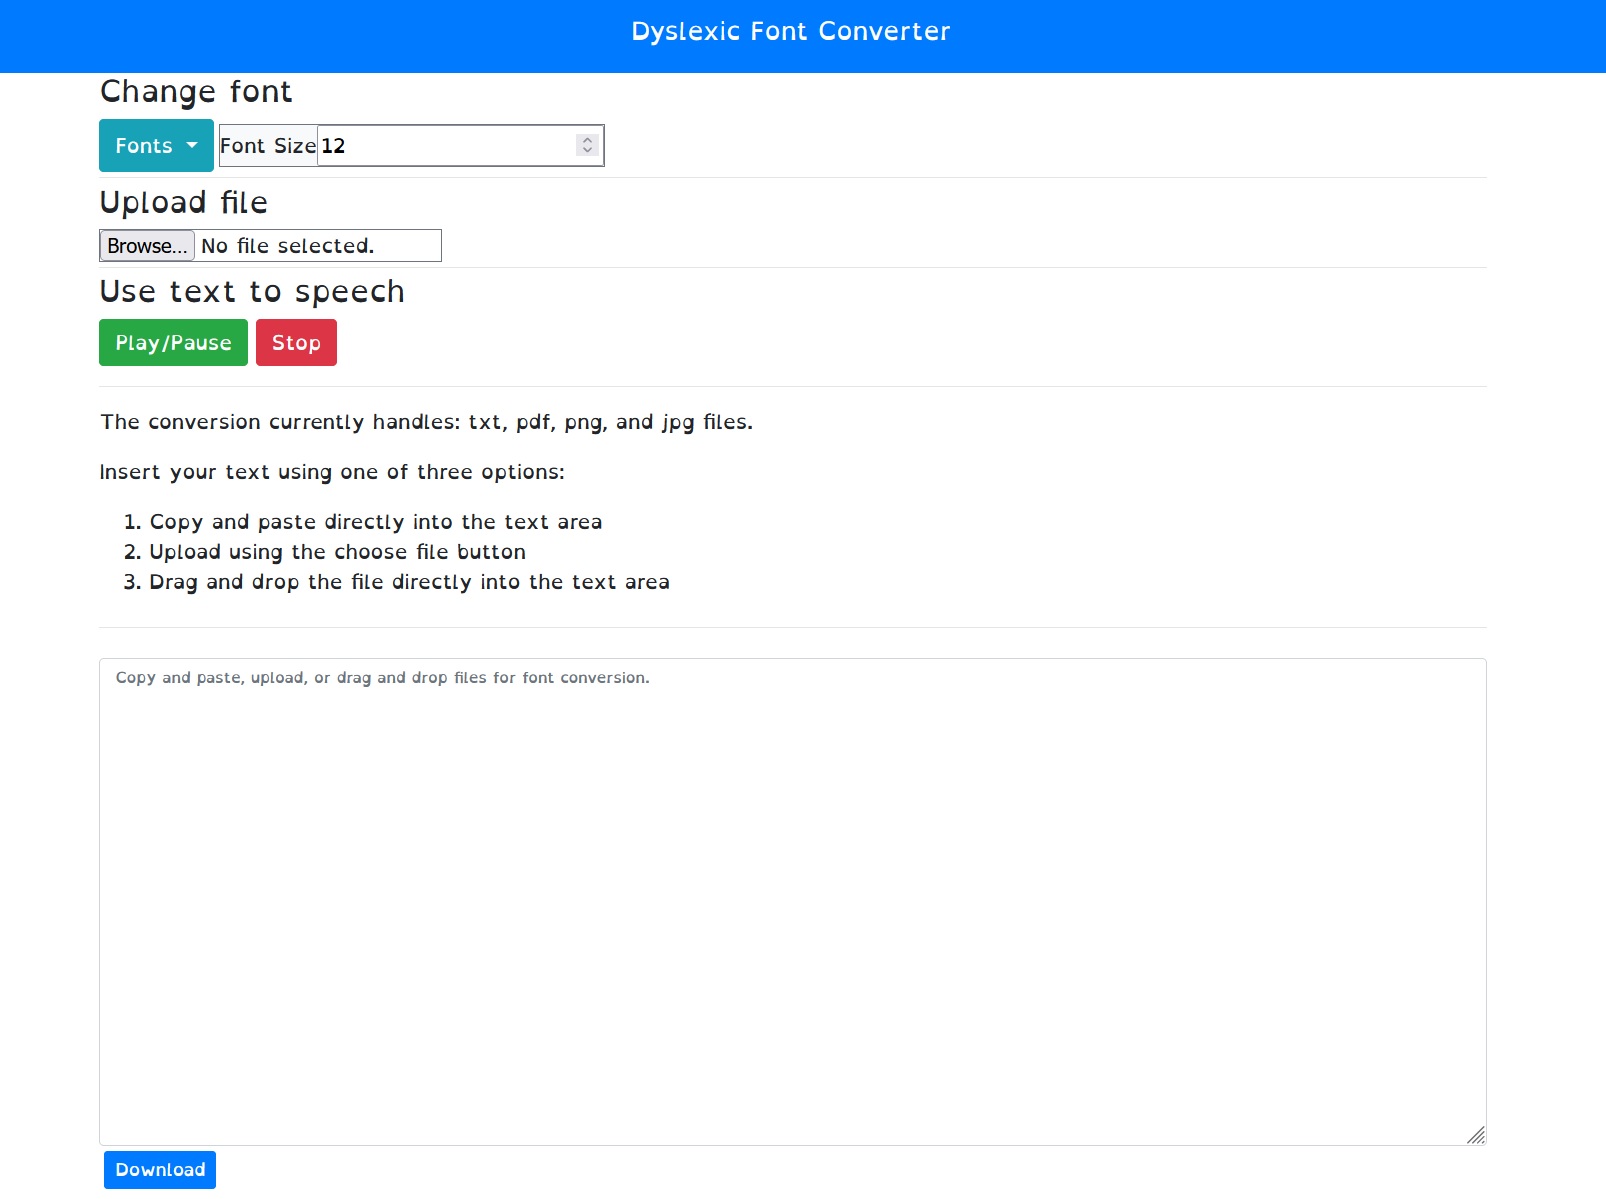 Dyslexic Font Converter
Change font
Fonts Font Size 12
Upload file
Browse... No file selected.
Use text to speech
Play/Pause Stop
The conversion currently handles: txt, pdf, png, and jpg files.
Insert your text using one of three options:
1. Copy and paste directly into the text area
2. Upload using the choose file button
3. Drag and drop the file directly into the text area
Copy and paste, upload, or drag and drop files for font conversion.
Download